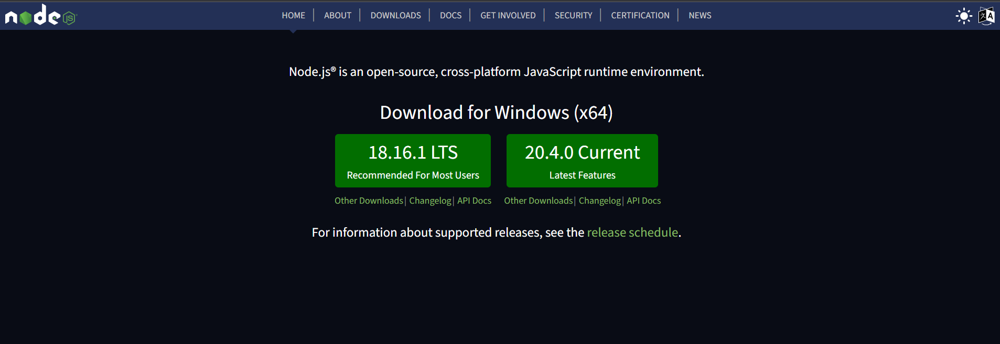 node JS
HOME | ABOUT | DOWNLOADS | DOCS | GET INVOLVED | SECURITY | CERTIFICATION | NEWS
文 A
Node.js® is an open-source, cross-platform JavaScript runtime environment.
Download for Windows (x64)
18.16.1 LTS
Recommended For Most Users
Other Downloads | Changelog | API Docs
20.4.0 Current
Latest Features
Other Downloads | Changelog | API Docs
For information about supported releases, see the release schedule.